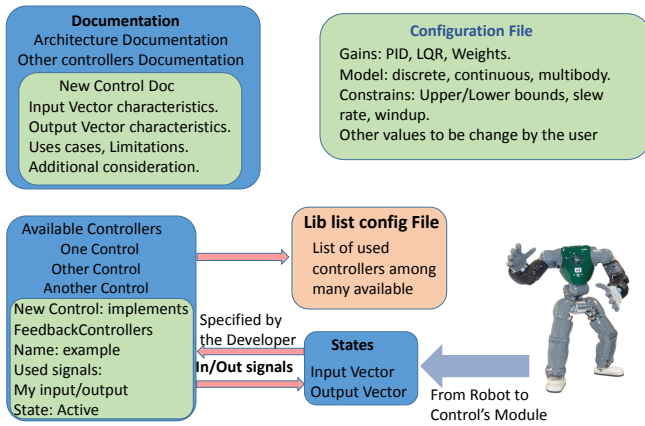 Documentation
Architecture Documentation
Other controllers Documentation
New Control Doc
Input Vector characteristics.
Output Vector characteristics.
Uses cases, Limitations.
Additional consideration.
Configuration File
Gains: PID, LQR, Weights.
Model: discrete, continuous, multibody.
Constrains: Upper/Lower bounds, slew
rate, windup.
Other values to be change by the user
Available Controllers
One Control
Other Control
Another Control
New Control: implements
FeedbackControllers
Name: example
Used signals:
My input/output
State: Active
Lib list config File
List of used
controllers among
many available
Specified by
the Developer
In/Out signals
States
Input Vector
Output Vector
From Robot to
Control's Module